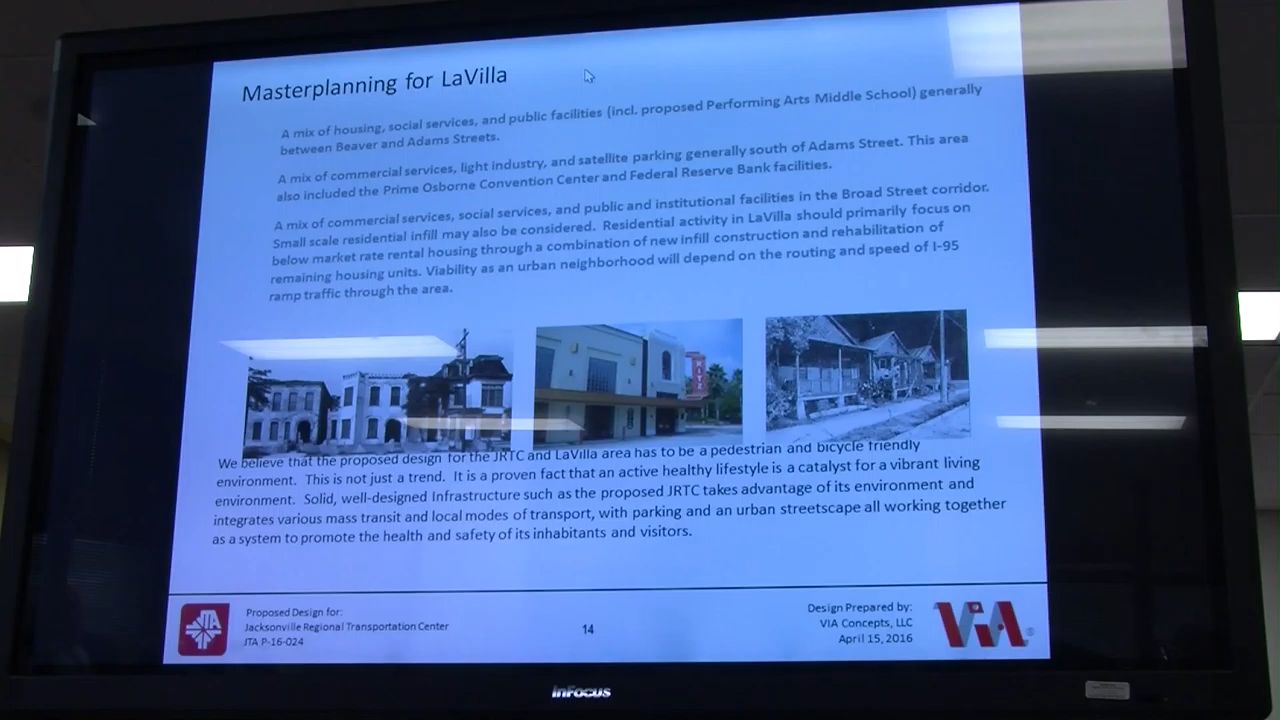 Masterplanning for LaVilla
A mix of housing, social services, and public facilities (incl. proposed Performing Arts Middle School) generally
between Beaver and Adams Streets.
A mix of commercial services, light industry, and satellite parking generally south of Adams Street. This area
also included the Prime Osborne Convention Center and Federal Reserve Bank facilities.
A mix of commercial services, social services, and public and institutional facilities in the Broad Street corridor.
Small scale residential infill may also be considered. Residential activity in LaVilla should primarily focus on
below market rate rental housing through a combination of new infill construction and rehabilitation of
remaining housing units. Viability as an urban neighborhood will depend on the routing and speed of I-95
ramp traffic through the area.
RITZ
We believe that the proposed design for the JRTC and LaVilla area has to be a pedestrian and bicycle friendly
environment. This is not just a trend. It is a proven fact that an active healthy lifestyle is a catalyst for a vibrant living
environment. Solid, well-designed Infrastructure such as the proposed JRTC takes advantage of its environment and
integrates various mass transit and local modes of transport, with parking and an urban streetscape all working together
as a system to promote the health and safety of its inhabitants and visitors.
JTA
Proposed Design for:
Jacksonville Regional Transportation Center
JTA P-16-024
14
Design Prepared by:
VIA Concepts, LLC
April 15, 2016
VIA
InFocus